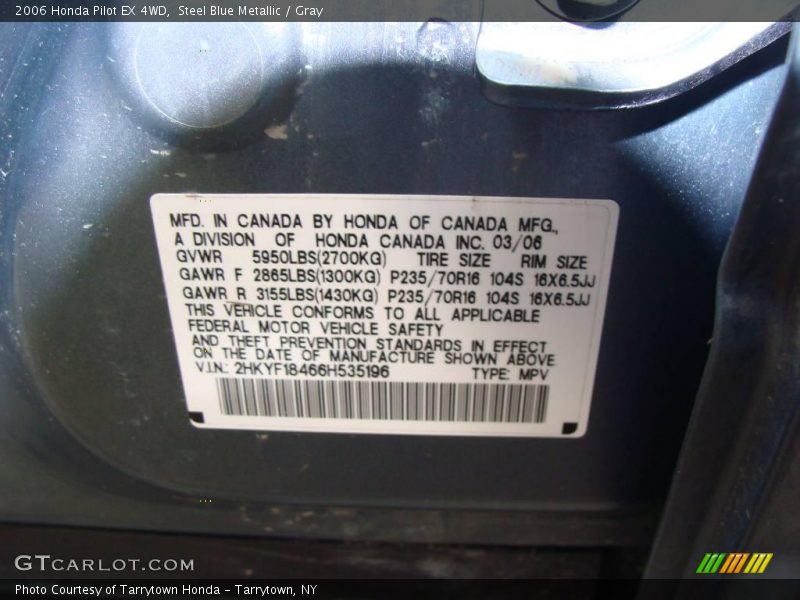 2006 Honda Pilot EX 4WD, Steel Blue Metallic / Gray
MFD. IN CANADA BY HONDA OF CANADA MFG.,
A DIVISION OF HONDA CANADA INC. 03/06
GVWR 5950LBS(2700KG) TIRE SIZE RIM SIZE
GAWR F 2865LBS(1300KG) P235/70R16 104S 16X6.5JJ
GAWR R 3155LBS(1430KG) P235/70R16 104S 16X6.5JJ
THIS VEHICLE CONFORMS TO ALL APPLICABLE
FEDERAL MOTOR VEHICLE SAFETY
AND THEFT PREVENTION STANDARDS IN EFFECT
ON THE DATE OF MANUFACTURE SHOWN ABOVE
V.I.N.: 2HKYF18466H535196 TYPE: MPV
GTCARLOT.COM
Photo Courtesy of Tarrytown Honda - Tarrytown, NY